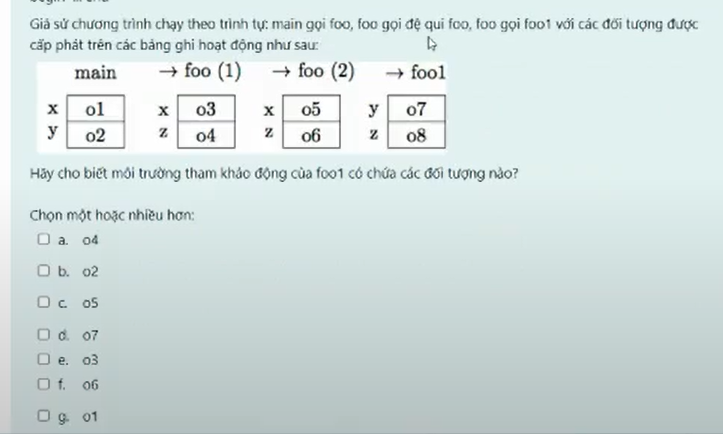 Giả sử chương trình chạy theo trình tự: main gọi foo, foo gọi đệ qui foo, foo gọi foo1 với các đối tượng được
cấp phát trên các bảng ghi hoạt động như sau:
main → foo (1) → foo (2) → foo1
x o1 x o3 x o5 y o7
y o2 z o4 z o6 z o8
Hãy cho biết môi trường tham khảo động của foo1 có chứa các đối tượng nào?
Chọn một hoặc nhiều hơn:
a. o4
b. o2
c. o5
d. o7
e. o3
f. o6
g. o1